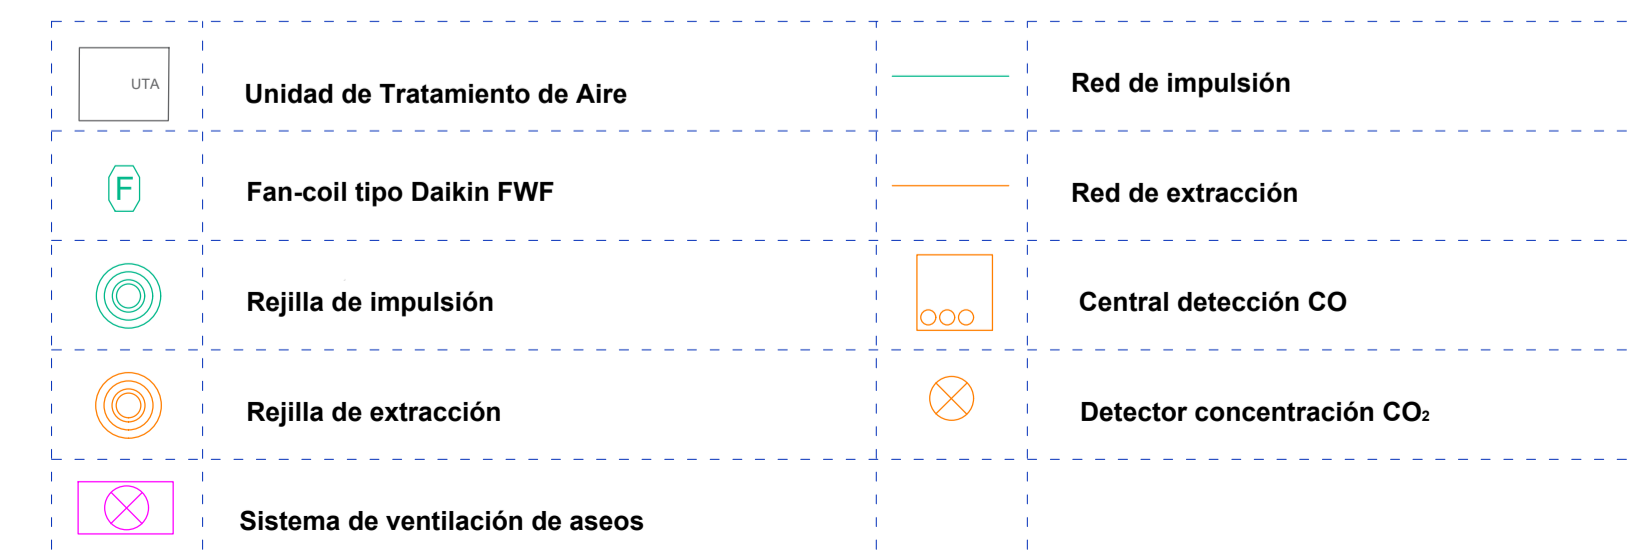 UTA
Unidad de Tratamiento de Aire
Red de impulsión
F
Fan-coil tipo Daikin FWF
Red de extracción
Rejilla de impulsión
Central detección CO
Rejilla de extracción
Detector concentración CO₂
Sistema de ventilación de aseos